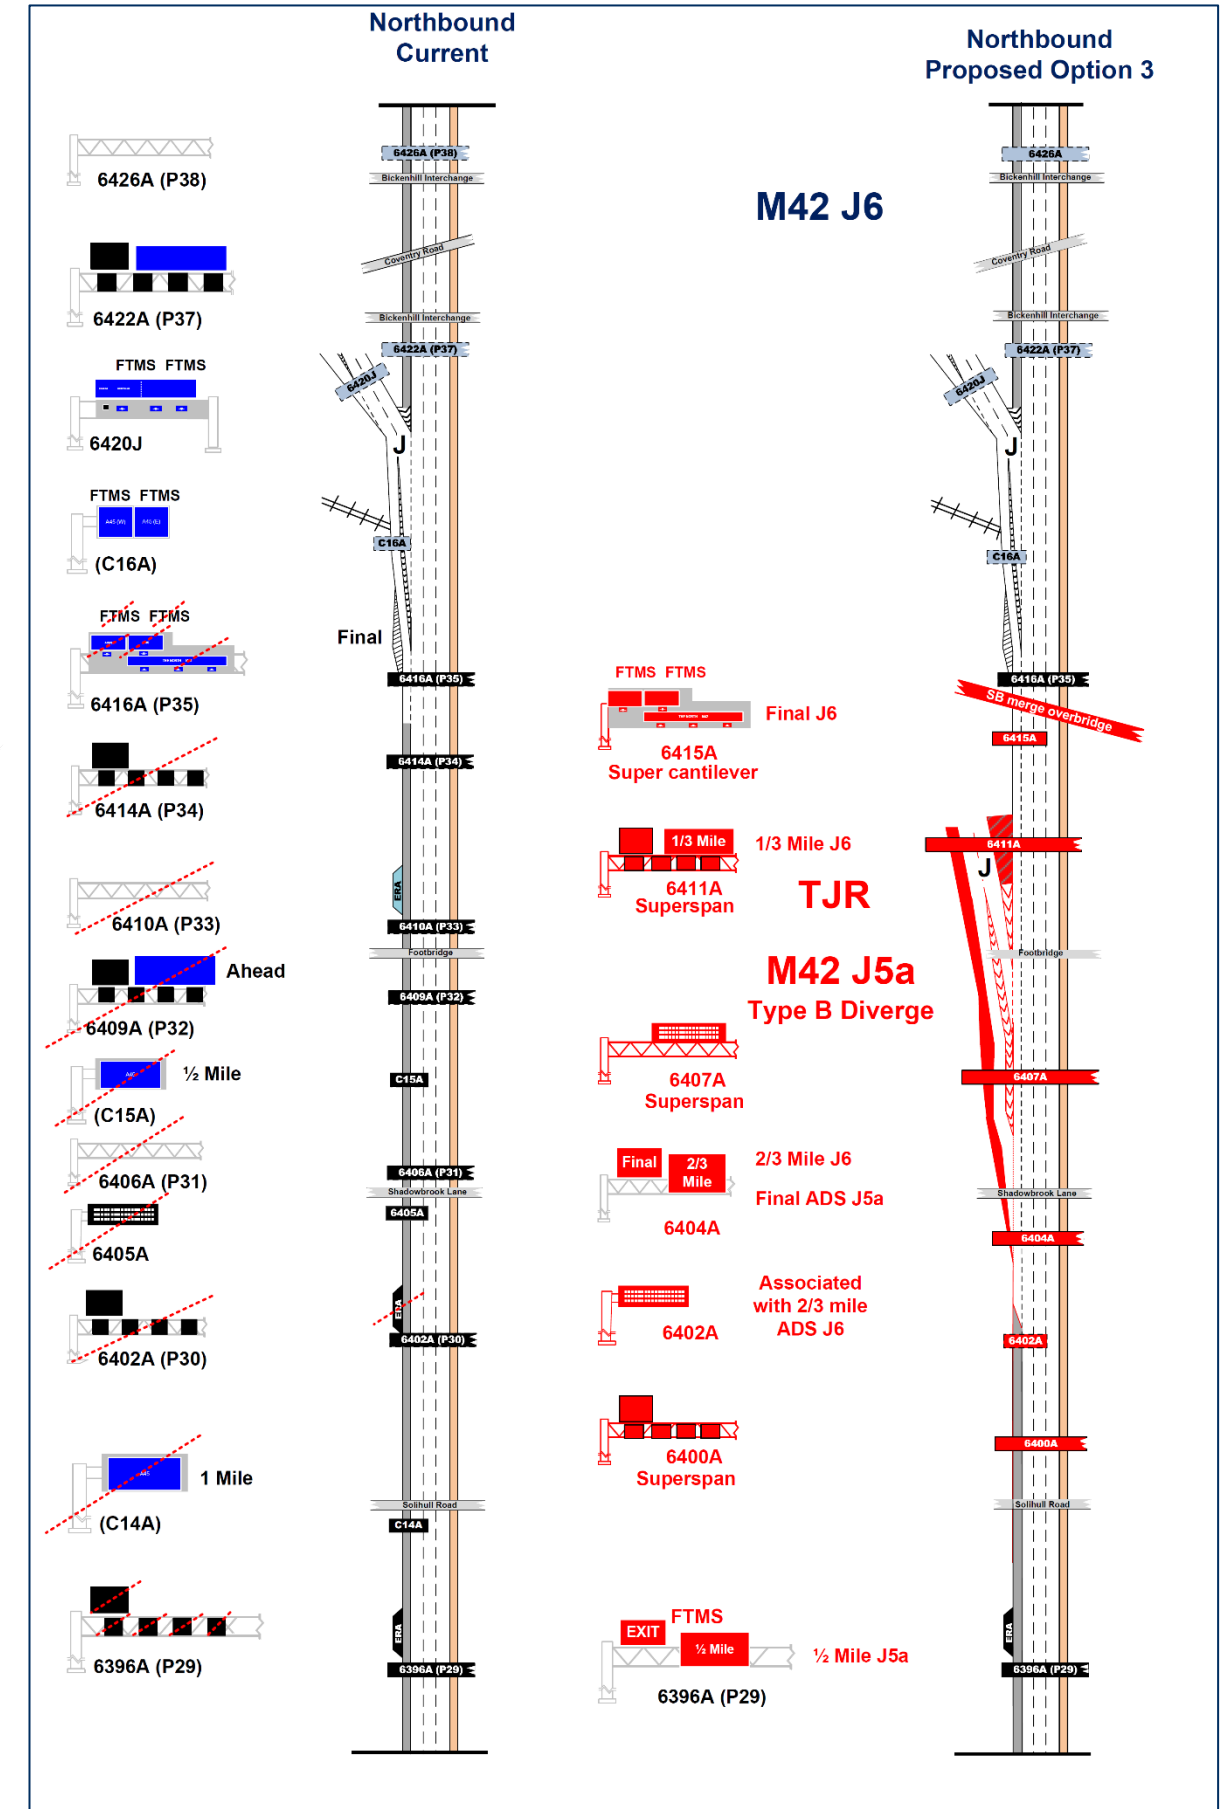 Northbound
Current
Northbound
Proposed Option 3
M42 J6
6426A (P38)
6422A (P37)
FTMS FTMS
6420J
FTMS FTMS
A45 (W)
(C16A)
FTMS FTMS
6416A (P35)
6414A (P34)
6410A (P33)
Ahead
6409A (P32)
½ Mile
(C15A)
6406A (P31)
6405A
6402A (P30)
A45
1 Mile
(C14A)
6396A (P29)
6426A (P38)
Bickenhill Interchange
Coventry Road
Bickenhill Interchange
6422A (P37)
6420J
J
C16A
Final
6416A (P35)
6414A (P34)
ERA
6410A (P33)
Footbridge
6409A (P32)
C15A
6406A (P31)
Shadowbrook Lane
6405A
ERA
6402A (P30)
Solihull Road
C14A
ERA
6396A (P29)
FTMS FTMS
Final J6
6415A
Super cantilever
1/3 Mile
1/3 Mile J6
6411A
Superspan
TJR
M42 J5a
Type B Diverge
6407A
Superspan
Final
2/3
Mile
2/3 Mile J6
Final ADS J5a
6404A
6402A
Associated
with 2/3 mile
ADS J6
6400A
Superspan
FTMS
EXIT
½ Mile
½ Mile J5a
6396A (P29)
6426A
Bickenhill Interchange
Coventry Road
Bickenhill Interchange
6422A (P37)
6420J
J
C16A
6416A (P35)
SB merge overbridge
6415A
6411A
J
Footbridge
6407A
Shadowbrook Lane
6404A
6402A
6400A
Solihull Road
ERA
6396A (P29)